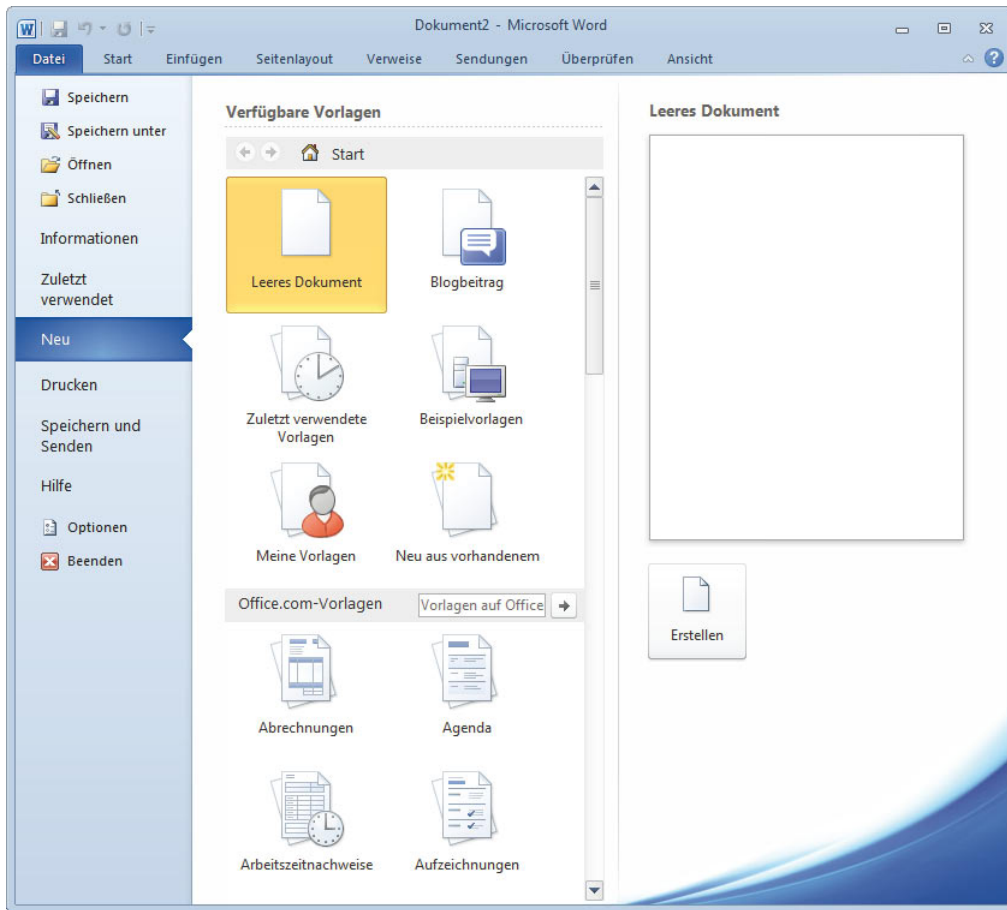 Dokument2 - Microsoft Word
Datei Start Einfügen Seitenlayout Verweise Sendungen Überprüfen Ansicht
Speichern
Speichern unter
Öffnen
Schließen
Informationen
Zuletzt
verwendet
Neu
Drucken
Speichern und
Senden
Hilfe
Optionen
Beenden
Verfügbare Vorlagen
Start
Leeres Dokument
Blogbeitrag
Zuletzt verwendete
Vorlagen
Beispielvorlagen
Meine Vorlagen
Neu aus vorhandenem
Office.com-Vorlagen
Vorlagen auf Office
Abrechnungen
Agenda
Arbeitszeitnachweise
Aufzeichnungen
Leeres Dokument
Erstellen